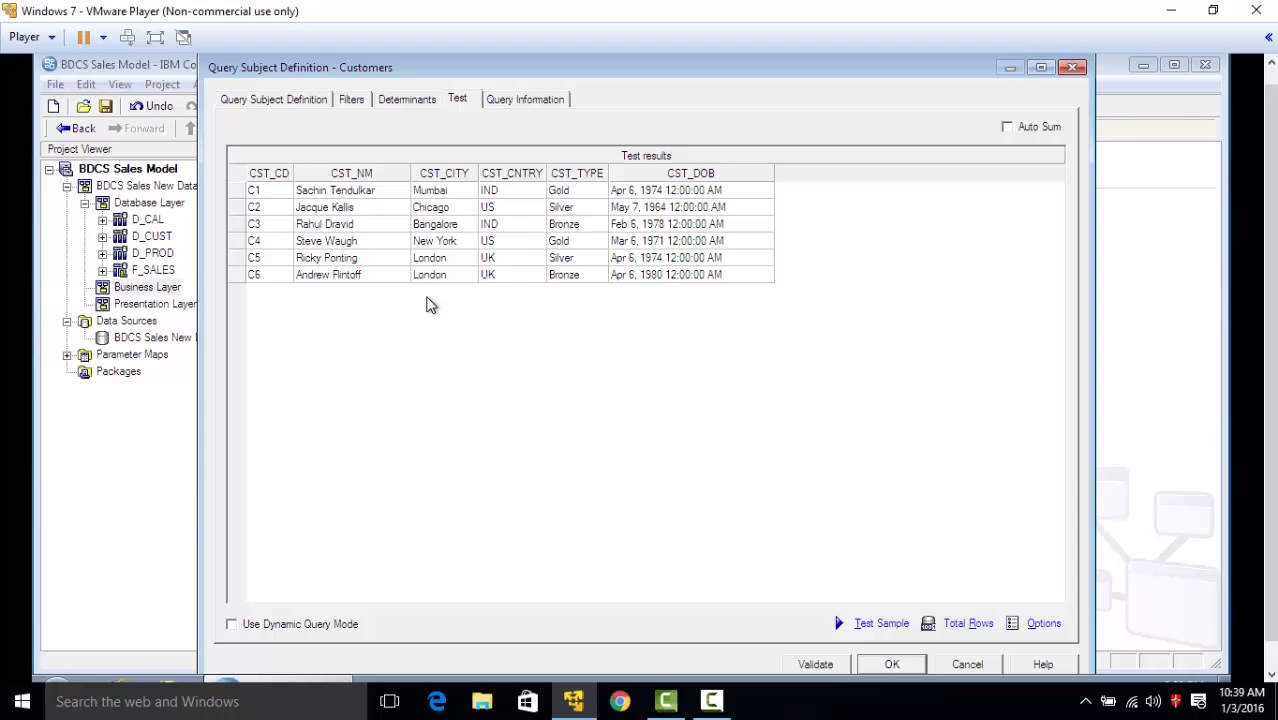 Windows 7 - VMware Player (Non-commercial use only)
Player
BDCS Sales Model - IBM Co
Query Subject Definition - Customers
File Edit View Project
Undo
Back Forward
Project Viewer
BDCS Sales Model
BDCS Sales New Data
Database Layer
D_CAL
D_CUST
D_PROD
F_SALES
Business Layer
Presentation Layer
Data Sources
BDCS Sales New
Parameter Maps
Packages
Query Subject Definition Filters Determinants Test Query Information
Auto Sum
Test results
CST_CD CST_NM CST_CITY CST_CNTRY CST_TYPE CST_DOB
C1 Sachin Tendulkar Mumbai IND Gold Apr 6, 1974 12:00:00 AM
C2 Jacque Kallis Chicago US Silver May 7, 1964 12:00:00 AM
C3 Rahul Dravid Bangalore IND Bronze Feb 6, 1978 12:00:00 AM
C4 Steve Waugh New York US Gold Mar 6, 1971 12:00:00 AM
C5 Ricky Ponting London UK Silver Apr 6, 1974 12:00:00 AM
C6 Andrew Flintoff London UK Bronze Apr 6, 1980 12:00:00 AM
Use Dynamic Query Mode
Test Sample Total Rows Options
Validate OK Cancel Help
Search the web and Windows
10:39 AM
1/3/2016